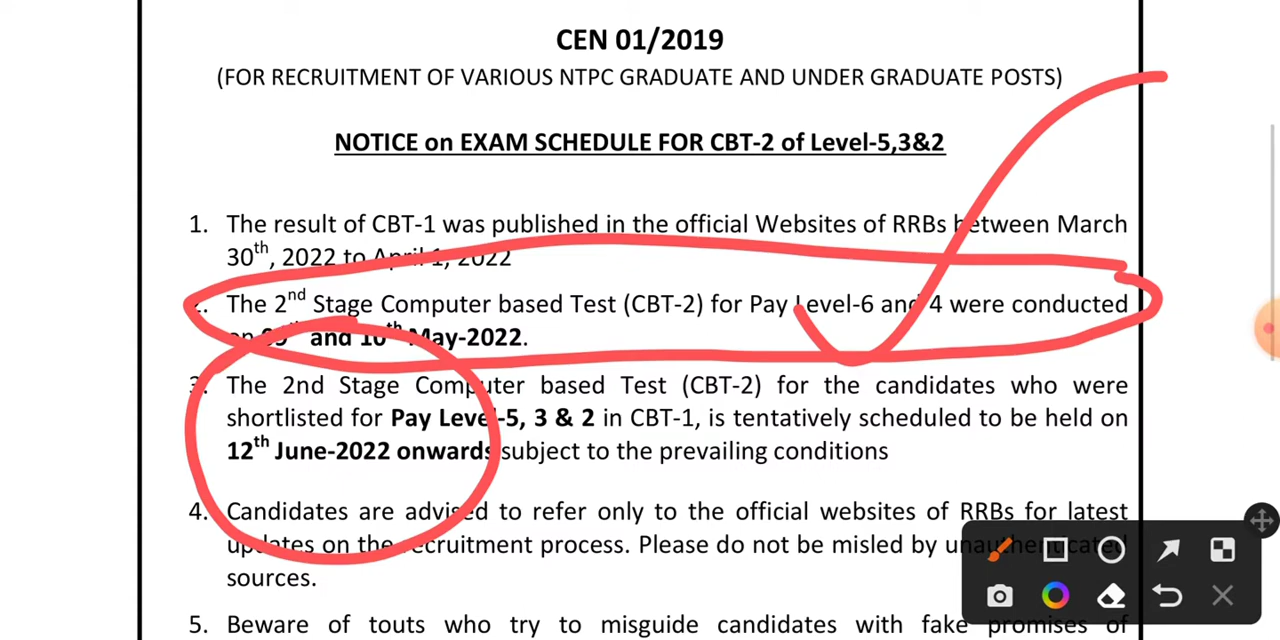 CEN 01/2019
(FOR RECRUITMENT OF VARIOUS NTPC GRADUATE AND UNDER GRADUATE POSTS)
NOTICE on EXAM SCHEDULE FOR CBT-2 of Level-5,3&2
1. The result of CBT-1 was published in the official Websites of RRBs between March
30th, 2022 to April 1, 2022
2. The 2nd Stage Computer based Test (CBT-2) for Pay Level-6 and 4 were conducted
on 09th and 10th May-2022.
3. The 2nd Stage Computer based Test (CBT-2) for the candidates who were
shortlisted for Pay Level-5, 3 & 2 in CBT-1, is tentatively scheduled to be held on
12th June-2022 onwards subject to the prevailing conditions
4. Candidates are advised to refer only to the official websites of RRBs for latest
updates on the recruitment process. Please do not be misled by unauthenticated
sources.
5. Beware of touts who try to misguide candidates with fake promises of